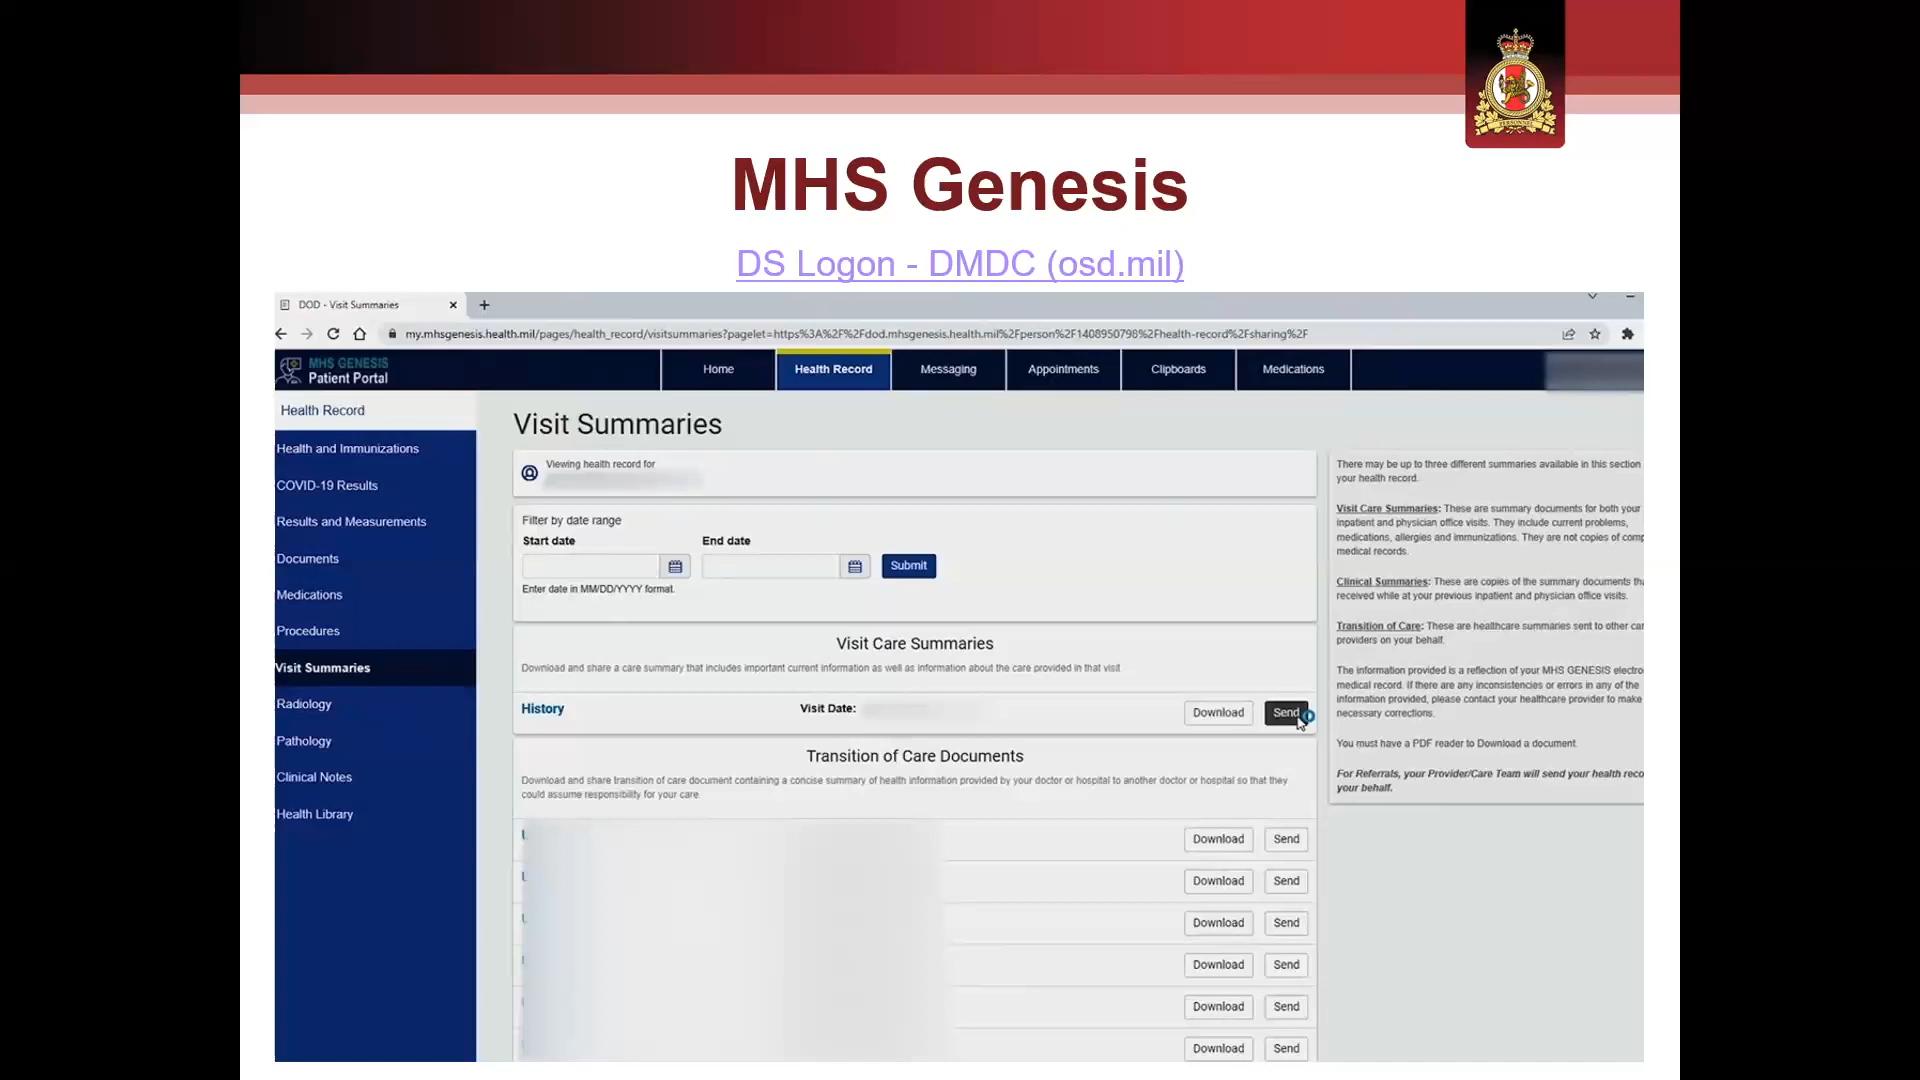 PERSONNEL
MHS Genesis
DS Logon - DMDC (osd.mil)
DOD - Visit Summaries
my.mhsgenesis.health.mil/pages/health_record/visitsummaries?pagelet=https%3A%2F%2Fdod.mhsgenesis.health.mil%2Fperson%2F1408950798%2Fhealth-record%2Fsharing%2F
MHS GENESIS
Patient Portal
Home
Health Record
Messaging
Appointments
Clipboards
Medications
Health Record
Health and Immunizations
COVID-19 Results
Results and Measurements
Documents
Medications
Procedures
Visit Summaries
Radiology
Pathology
Clinical Notes
Health Library
Visit Summaries
Viewing health record for
Filter by date range
Start date
End date
Submit
Enter date in MM/DD/YYYY format.
Visit Care Summaries
Download and share a care summary that includes important current information as well as information about the care provided in that visit
History
Visit Date:
Download
Send
Transition of Care Documents
Download and share transition of care document containing a concise summary of health information provided by your doctor or hospital to another doctor or hospital so that they
could assume responsibility for your care.
Download Send
Download Send
Download Send
Download Send
Download Send
Download Send
There may be up to three different summaries available in this section
your health record.
Visit Care Summaries: These are summary documents for both your
inpatient and physician office visits. They include current problems,
medications, allergies and immunizations. They are not copies of comp
medical records.
Clinical Summaries: These are copies of the summary documents tha
received while at your previous inpatient and physician office visits.
Transition of Care: These are healthcare summaries sent to other car
providers on your behalf.
The information provided is a reflection of your MHS GENESIS electro
medical record. If there are any inconsistencies or errors in any of the
information provided, please contact your healthcare provider to make
necessary corrections.
You must have a PDF reader to Download a document.
For Referrals, your Provider/Care Team will send your health reco
your behalf.